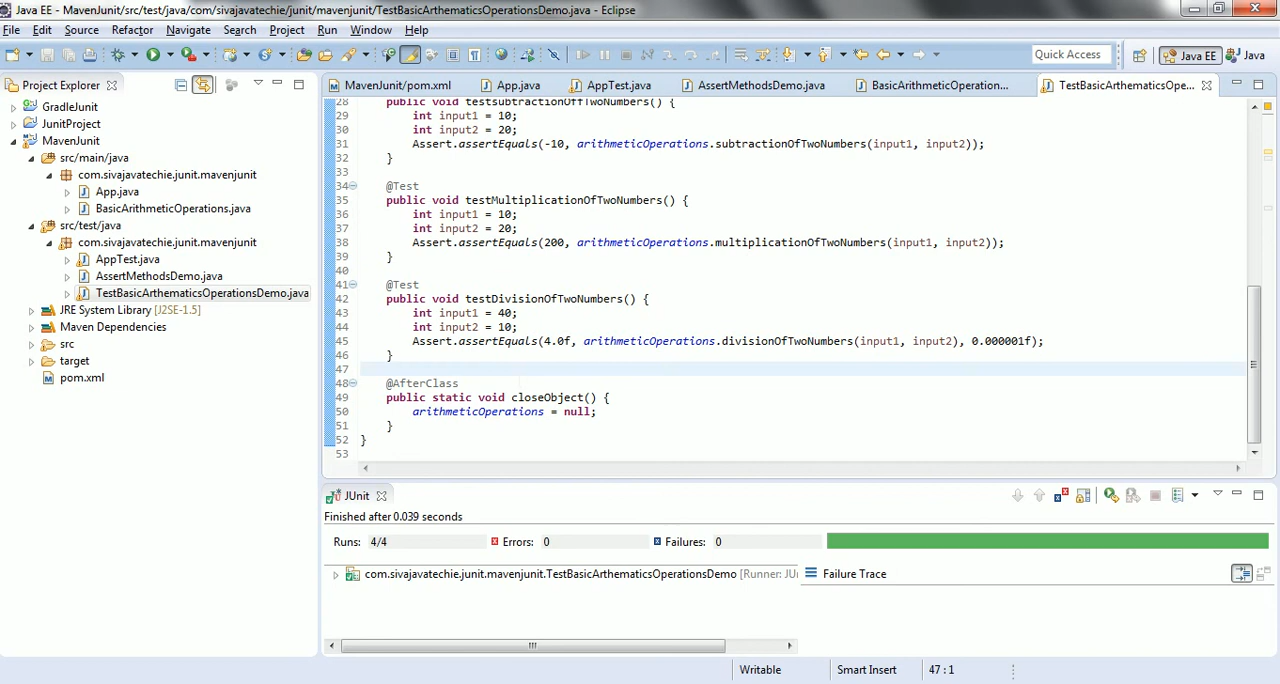 Java EE - MavenJunit/src/test/java/com/sivajavatechie/junit/mavenjunit/TestBasicArthematicsOperationsDemo.java - Eclipse
File Edit Source Refactor Navigate Search Project Run Window Help
Quick Access Java EE Java
Project Explorer
GradleJunit
JunitProject
MavenJunit
src/main/java
com.sivajavatechie.junit.mavenjunit
App.java
BasicArithmeticOperations.java
src/test/java
com.sivajavatechie.junit.mavenjunit
AppTest.java
AssertMethodsDemo.java
TestBasicArthematicsOperationsDemo.java
JRE System Library [J2SE-1.5]
Maven Dependencies
src
target
pom.xml
MavenJunit/pom.xml App.java AppTest.java AssertMethodsDemo.java BasicArithmeticOperation... TestBasicArthematicsOpe...
28 public void testsubtractionOffTwoNumbers() {
29 int input1 = 10;
30 int input2 = 20;
31 Assert.assertEquals(-10, arithmeticOperations.subtractionOfTwoNumbers(input1, input2));
32 }
33
34 @Test
35 public void testMultiplicationOfTwoNumbers() {
36 int input1 = 10;
37 int input2 = 20;
38 Assert.assertEquals(200, arithmeticOperations.multiplicationOfTwoNumbers(input1, input2));
39 }
40
41 @Test
42 public void testDivisionOfTwoNumbers() {
43 int input1 = 40;
44 int input2 = 10;
45 Assert.assertEquals(4.0f, arithmeticOperations.divisionOfTwoNumbers(input1, input2), 0.000001f);
46 }
47
48 @AfterClass
49 public static void closeObject() {
50 arithmeticOperations = null;
51 }
52 }
53
JUnit
Finished after 0.039 seconds
Runs: 4/4 Errors: 0 Failures: 0
com.sivajavatechie.junit.mavenjunit.TestBasicArthematicsOperationsDemo [Runner: JU
Failure Trace
Writable Smart Insert 47 : 1